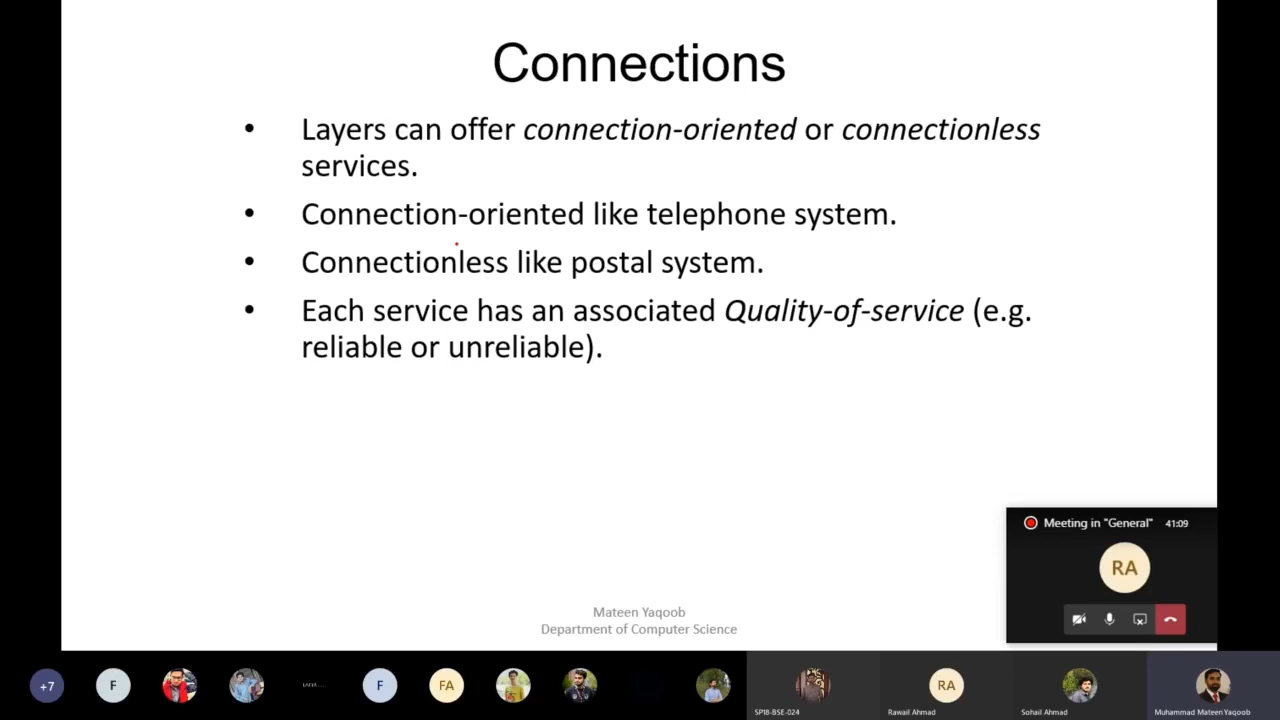 Connections
• Layers can offer connection-oriented or connectionless
services.
• Connection-oriented like telephone system.
• Connectionless like postal system.
• Each service has an associated Quality-of-service (e.g.
reliable or unreliable).
Meeting in "General" 41:09
RA
Mateen Yaqoob
Department of Computer Science
+7
F
F
FA
RA
SP18-BSE-024
Rawail Ahmad
Sohail Ahmad
Muhammad Mateen Yaqoob